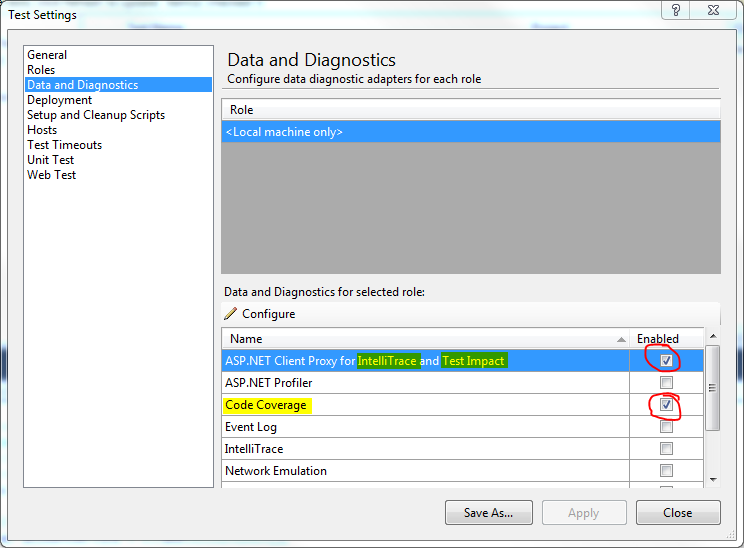 Test Settings
General
Roles
Data and Diagnostics
Deployment
Setup and Cleanup Scripts
Hosts
Test Timeouts
Unit Test
Web Test
Data and Diagnostics
Configure data diagnostic adapters for each role
Role
<Local machine only>
Data and Diagnostics for selected role:
Configure
Name Enabled
ASP.NET Client Proxy for IntelliTrace and Test Impact
ASP.NET Profiler
Code Coverage
Event Log
IntelliTrace
Network Emulation
Save As... Apply Close